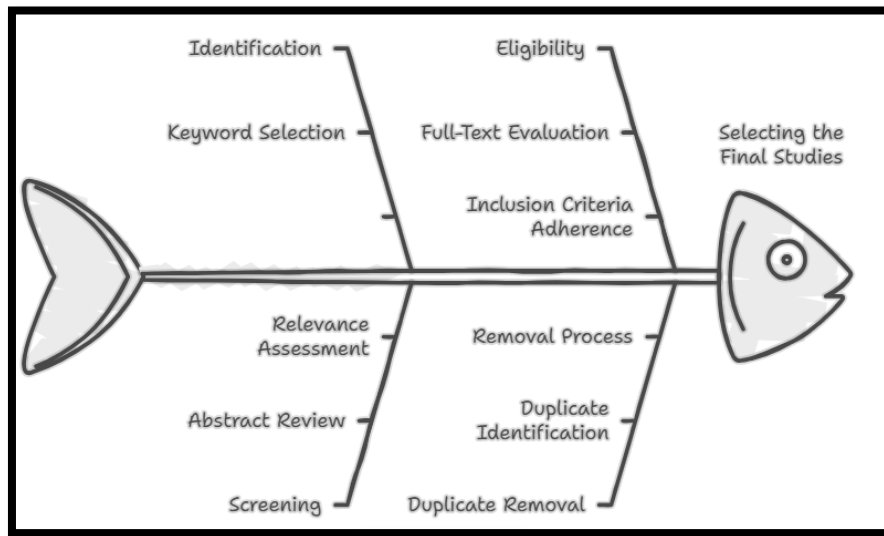 Identification
Eligibility
Keyword Selection
Full-Text Evaluation
Selecting the
Final Studies
Inclusion Criteria
Adherence
Relevance
Assessment
Removal Process
Abstract Review
Duplicate
Identification
Screening
Duplicate Removal